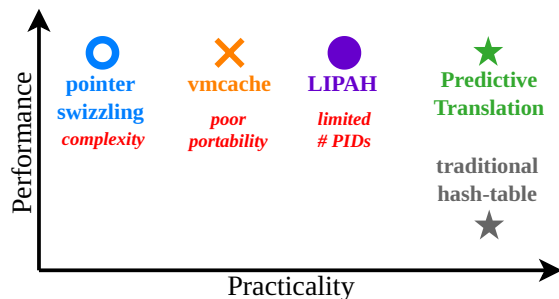 Performance
pointer
swizzling
complexity
vmcache
poor
portability
LIPAH
limited
# PIDs
Predictive
Translation
traditional
hash-table
Practicality